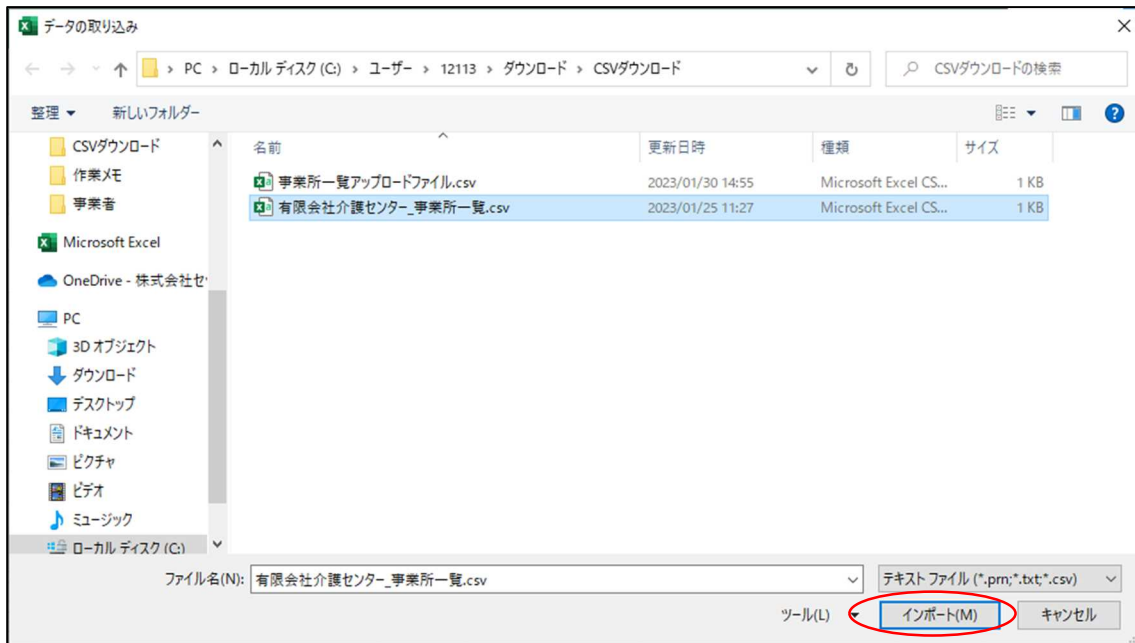 データの取り込み
PC › ローカル ディスク (C:) › ユーザー › 12113 › ダウンロード › CSVダウンロード
CSVダウンロードの検索
整理 新しいフォルダー
CSVダウンロード
作業メモ
事業者
Microsoft Excel
OneDrive - 株式会社セ
PC
3D オブジェクト
ダウンロード
デスクトップ
ドキュメント
ピクチャ
ビデオ
ミュージック
ローカル ディスク (C:)
名前 更新日時 種類 サイズ
事業所一覧アップロードファイル.csv 2023/01/30 14:55 Microsoft Excel CS... 1 KB
有限会社介護センター_事業所一覧.csv 2023/01/25 11:27 Microsoft Excel CS... 1 KB
ファイル名(N): 有限会社介護センター_事業所一覧.csv テキスト ファイル (*.prn;*.txt;*.csv)
ツール(L) インポート(M) キャンセル